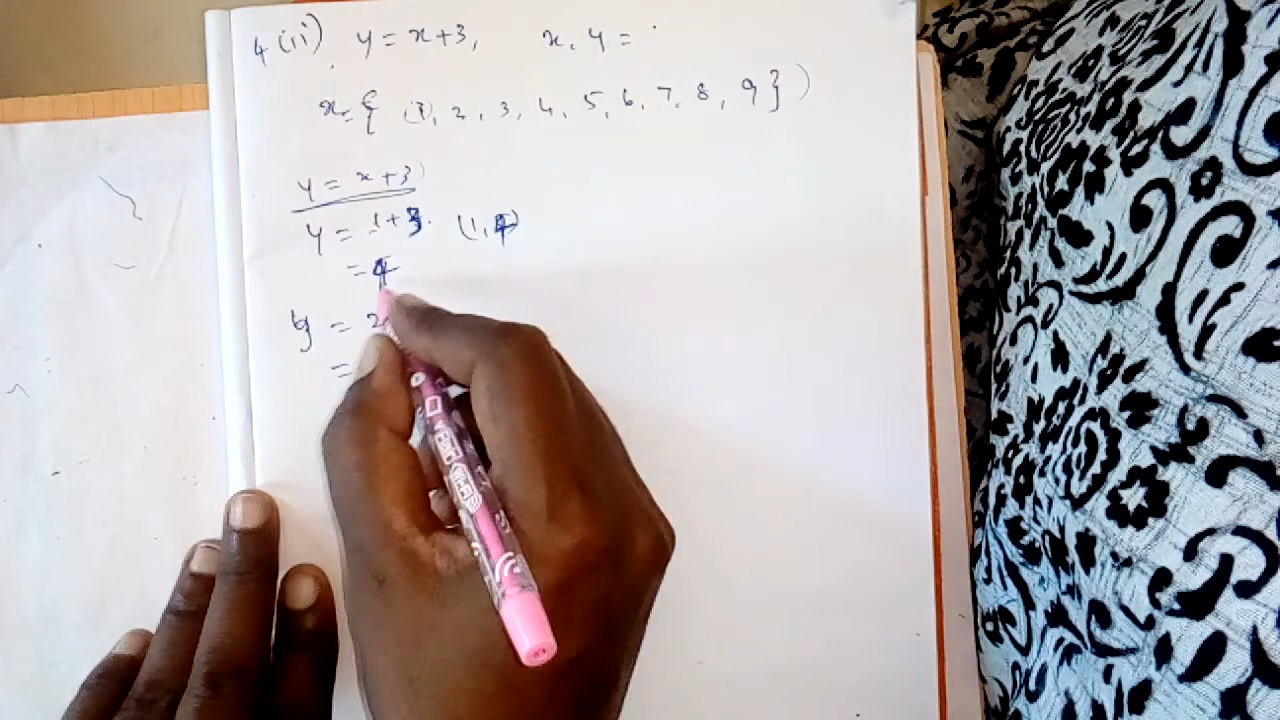 4 (ii) y = x+3, x, y =
x = { (1), 2, 3, 4, 5, 6, 7, 8, 9 } )
y = x+3
y = 1+3. (1,4)
= 4
y = 2
=